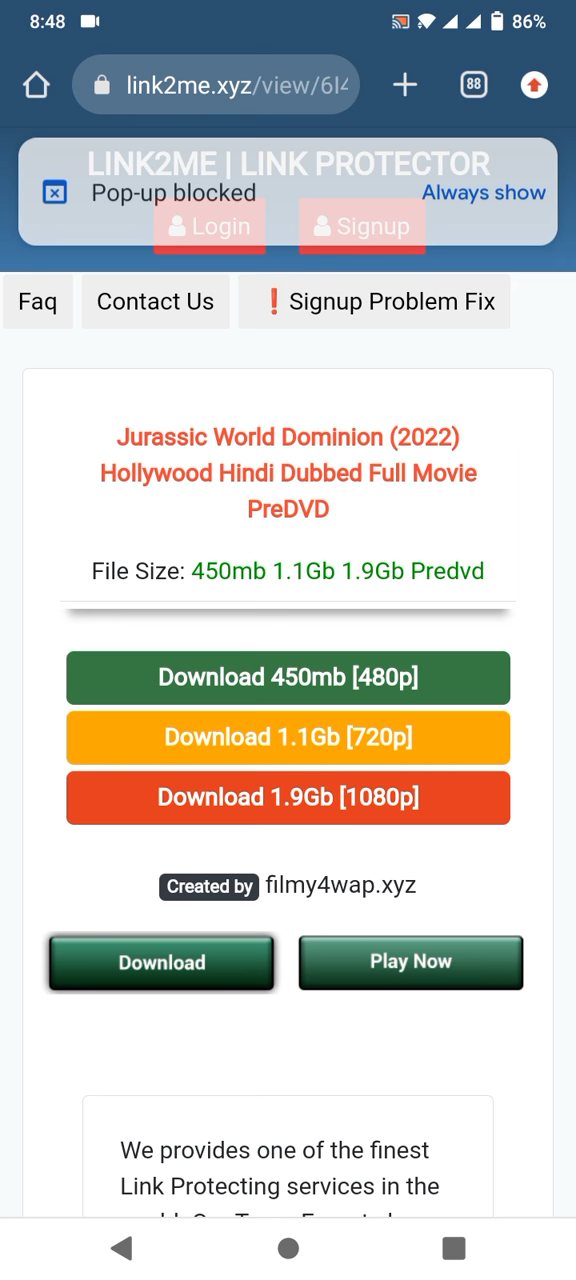 8:48
86%
link2me.xyz/view/6l4
88
LINK2ME | LINK PROTECTOR
Pop-up blocked
Always show
Login
Signup
Faq
Contact Us
❗Signup Problem Fix
Jurassic World Dominion (2022)
Hollywood Hindi Dubbed Full Movie
PreDVD
File Size: 450mb 1.1Gb 1.9Gb Predvd
Download 450mb [480p]
Download 1.1Gb [720p]
Download 1.9Gb [1080p]
Created by filmy4wap.xyz
Download
Play Now
We provides one of the finest
Link Protecting services in the